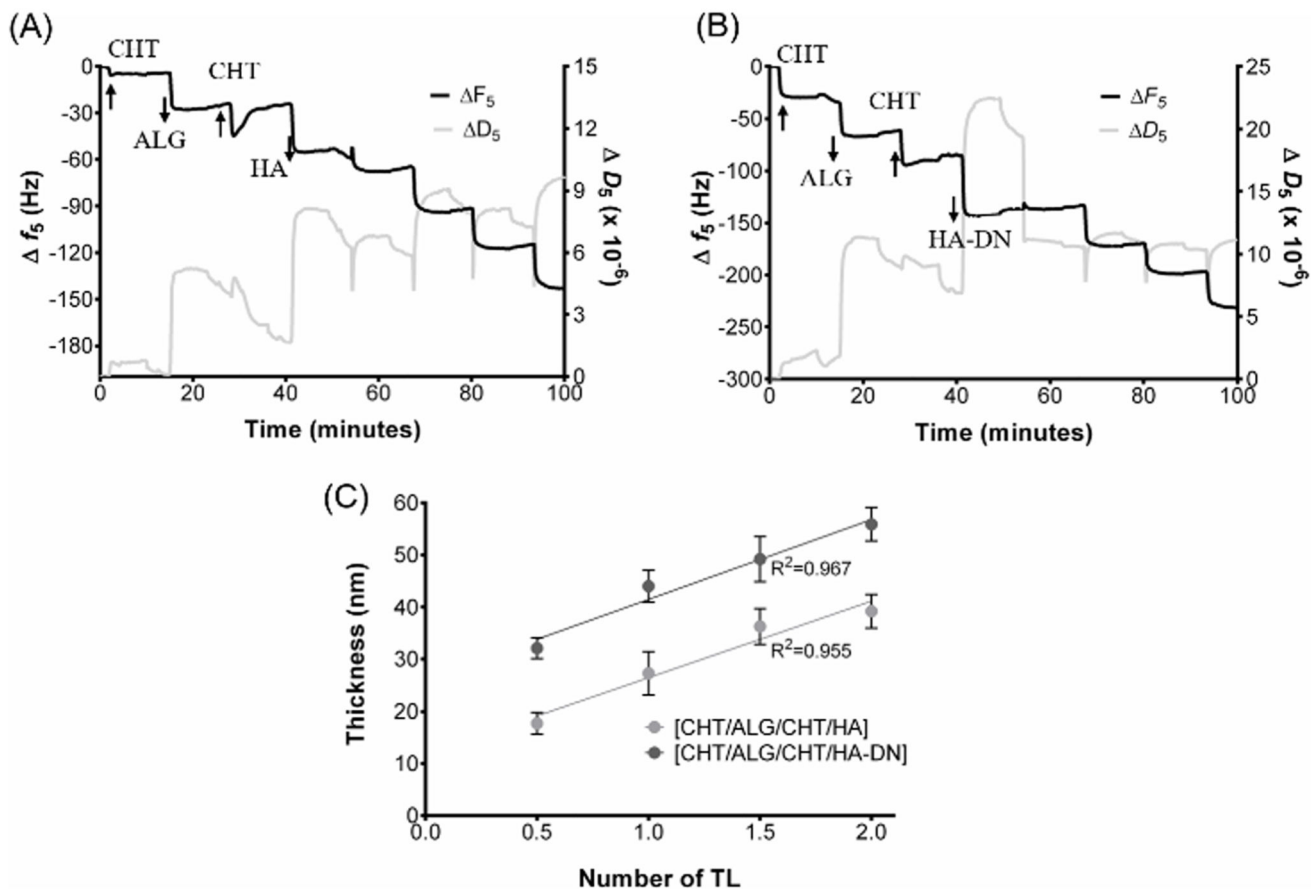 (A)
CHT
CHT
ALG
HA
ΔF5
ΔD5
0
-30
-60
-90
-120
-150
-180
Δ f5 (Hz)
15
12
9
6
3
0
Δ D5 (x 10-6)
0 20 40 60 80 100
Time (minutes)
(B)
CHT
CHT
ALG
HA-DN
ΔF5
ΔD5
0
-50
-100
-150
-200
-250
-300
Δ f5 (Hz)
25
20
15
10
5
0
Δ D5 (x 10-6)
0 20 40 60 80 100
Time (minutes)
(C)
60
50
40
30
20
10
0
Thickness (nm)
R2=0.967
R2=0.955
[CHT/ALG/CHT/HA]
[CHT/ALG/CHT/HA-DN]
0.0 0.5 1.0 1.5 2.0
Number of TL